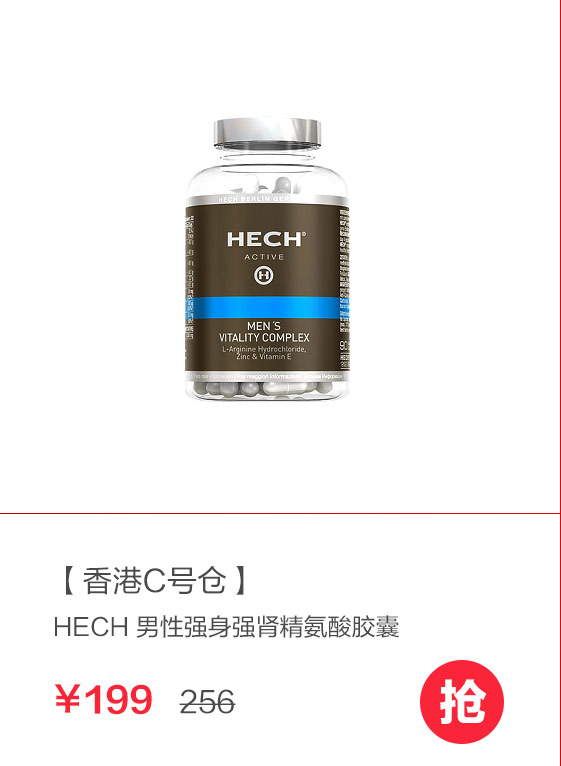 HECH BERLIN GER
HECH®
ACTIVE
H
MEN´S
VITALITY COMPLEX
L-Arginine Hydrochloride,
Zinc & Vitamin E
90
【香港C号仓】
HECH 男性强身强肾精氨酸胶囊
¥199 256
抢